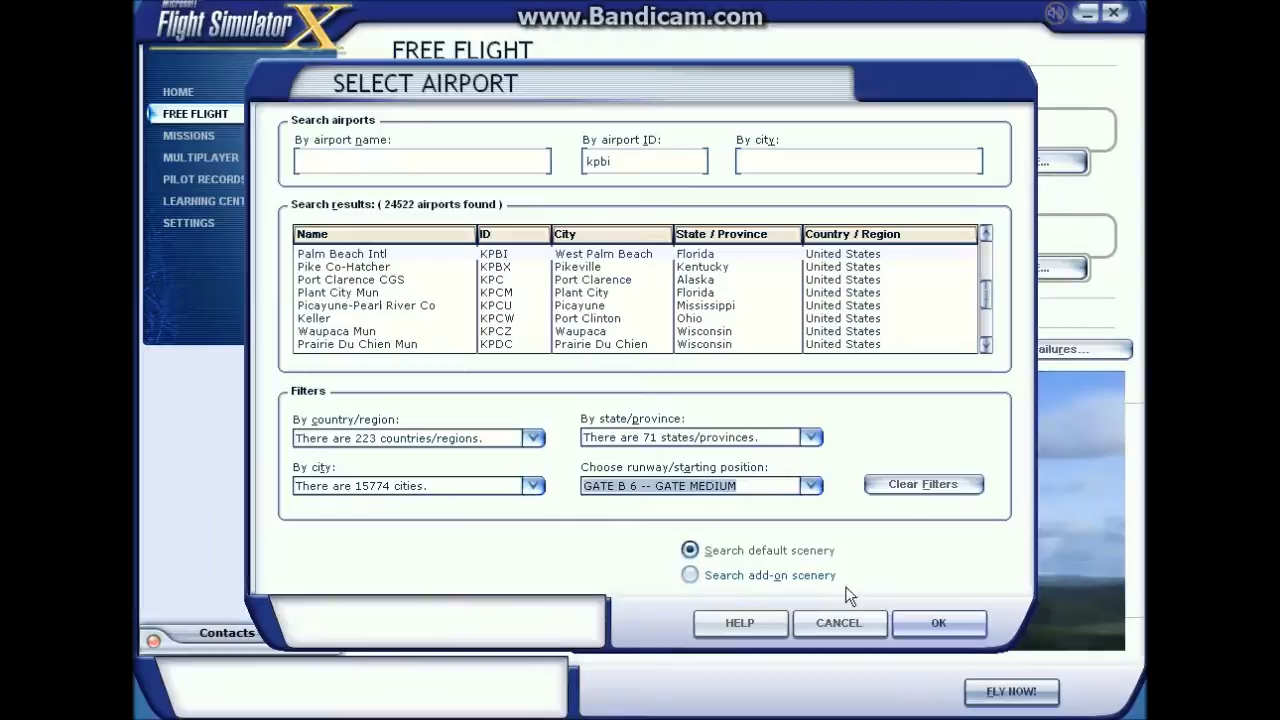 www.Bandicam.com
Microsoft
Flight Simulator X
FREE FLIGHT
SELECT AIRPORT
HOME
FREE FLIGHT
MISSIONS
MULTIPLAYER
PILOT RECORDS
LEARNING CENT
SETTINGS
Search airports
By airport name: By airport ID: By city:
kpbi
E...
Search results: ( 24522 airports found )
Name ID City State / Province Country / Region
Palm Beach Intl KPBI West Palm Beach Florida United States
Pike Co-Hatcher KPBX Pikeville Kentucky United States
Port Clarence CGS KPC Port Clarence Alaska United States
Plant City Mun KPCM Plant City Florida United States
Picayune-Pearl River Co KPCU Picayune Mississippi United States
Keller KPCW Port Clinton Ohio United States
Waupaca Mun KPCZ Waupaca Wisconsin United States
Prairie Du Chien Mun KPDC Prairie Du Chien Wisconsin United States
E...
ailures...
Filters
By country/region: By state/province:
There are 223 countries/regions. There are 71 states/provinces.
By city: Choose runway/starting position:
There are 15774 cities. GATE B 6 -- GATE MEDIUM Clear Filters
Search default scenery
Search add-on scenery
HELP CANCEL OK
Contacts
FLY NOW!